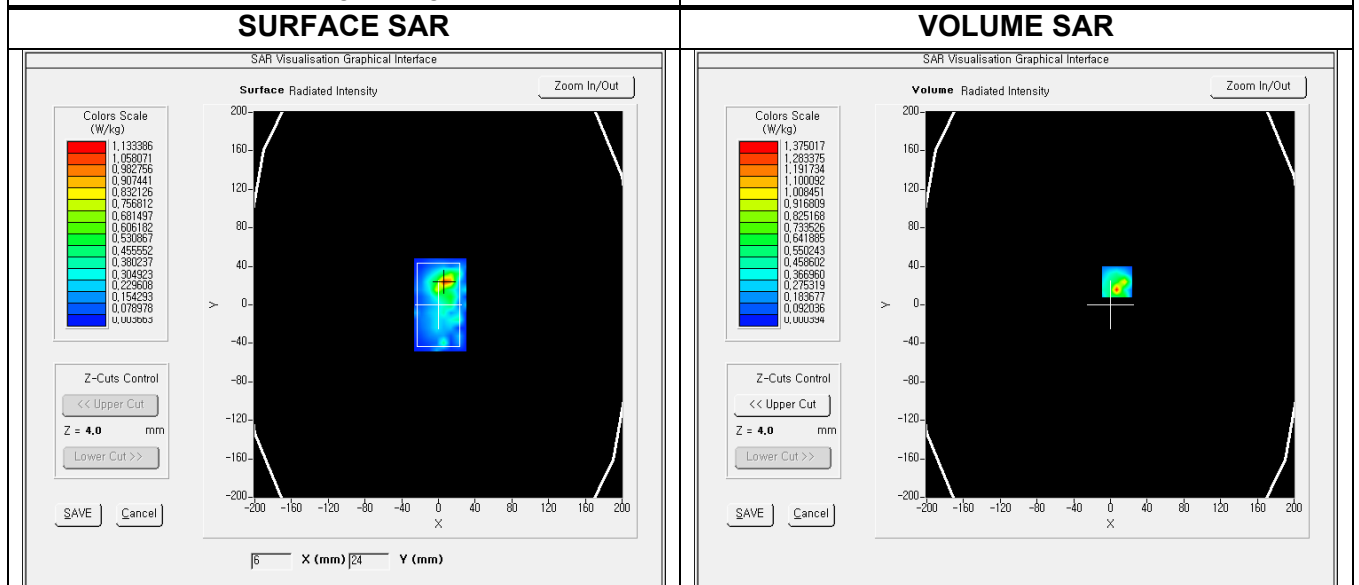 SURFACE SAR
VOLUME SAR
SAR Visualisation Graphical Interface
Surface Radiated Intensity
Zoom In/Out
Colors Scale
(W/kg)
1,133386
1,058071
0,982756
0,907441
0,832126
0,756812
0,681497
0,606182
0,530867
0,455552
0,380237
0,304923
0,229608
0,154293
0,078978
0,003663
Z-Cuts Control
<< Upper Cut
Z = 4,0 mm
Lower Cut >>
SAVE
Cancel
200
160
120
80
40
0
-40
-80
-120
-160
-200
Y
-200 -160 -120 -80 -40 0 40 80 120 160 200
X
6 X (mm) 24 Y (mm)
SAR Visualisation Graphical Interface
Volume Radiated Intensity
Zoom In/Out
Colors Scale
(W/kg)
1,375017
1,283375
1,191734
1,100092
1,008451
0,916809
0,825168
0,733526
0,641885
0,550243
0,458602
0,366960
0,275319
0,183677
0,092036
0,000394
Z-Cuts Control
<< Upper Cut
Z = 4,0 mm
Lower Cut >>
SAVE
Cancel
200
160
120
80
40
0
-40
-80
-120
-160
-200
Y
-200 -160 -120 -80 -40 0 40 80 120 160 200
X